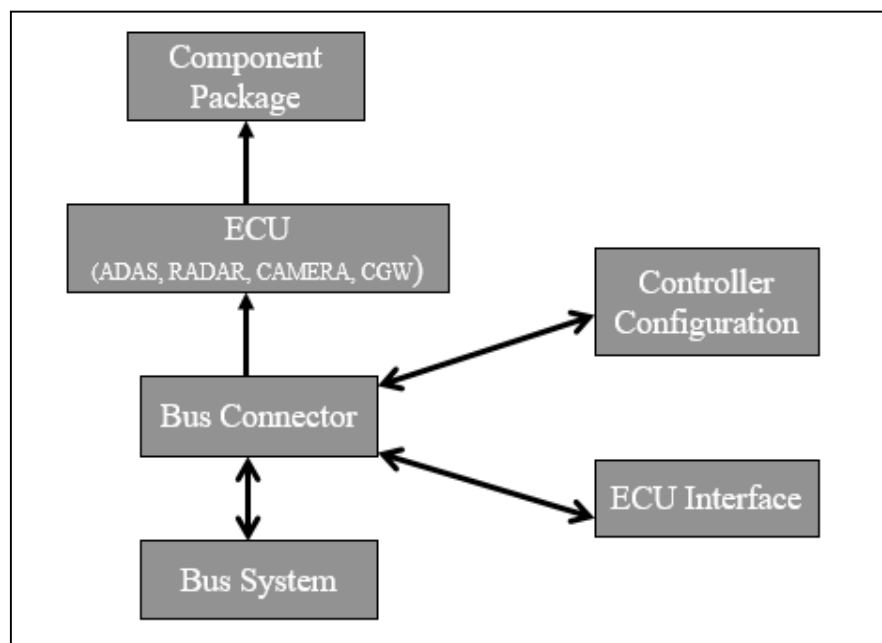 Component
Package
ECU
(ADAS, RADAR, CAMERA, CGW)
Controller
Configuration
Bus Connector
ECU Interface
Bus System